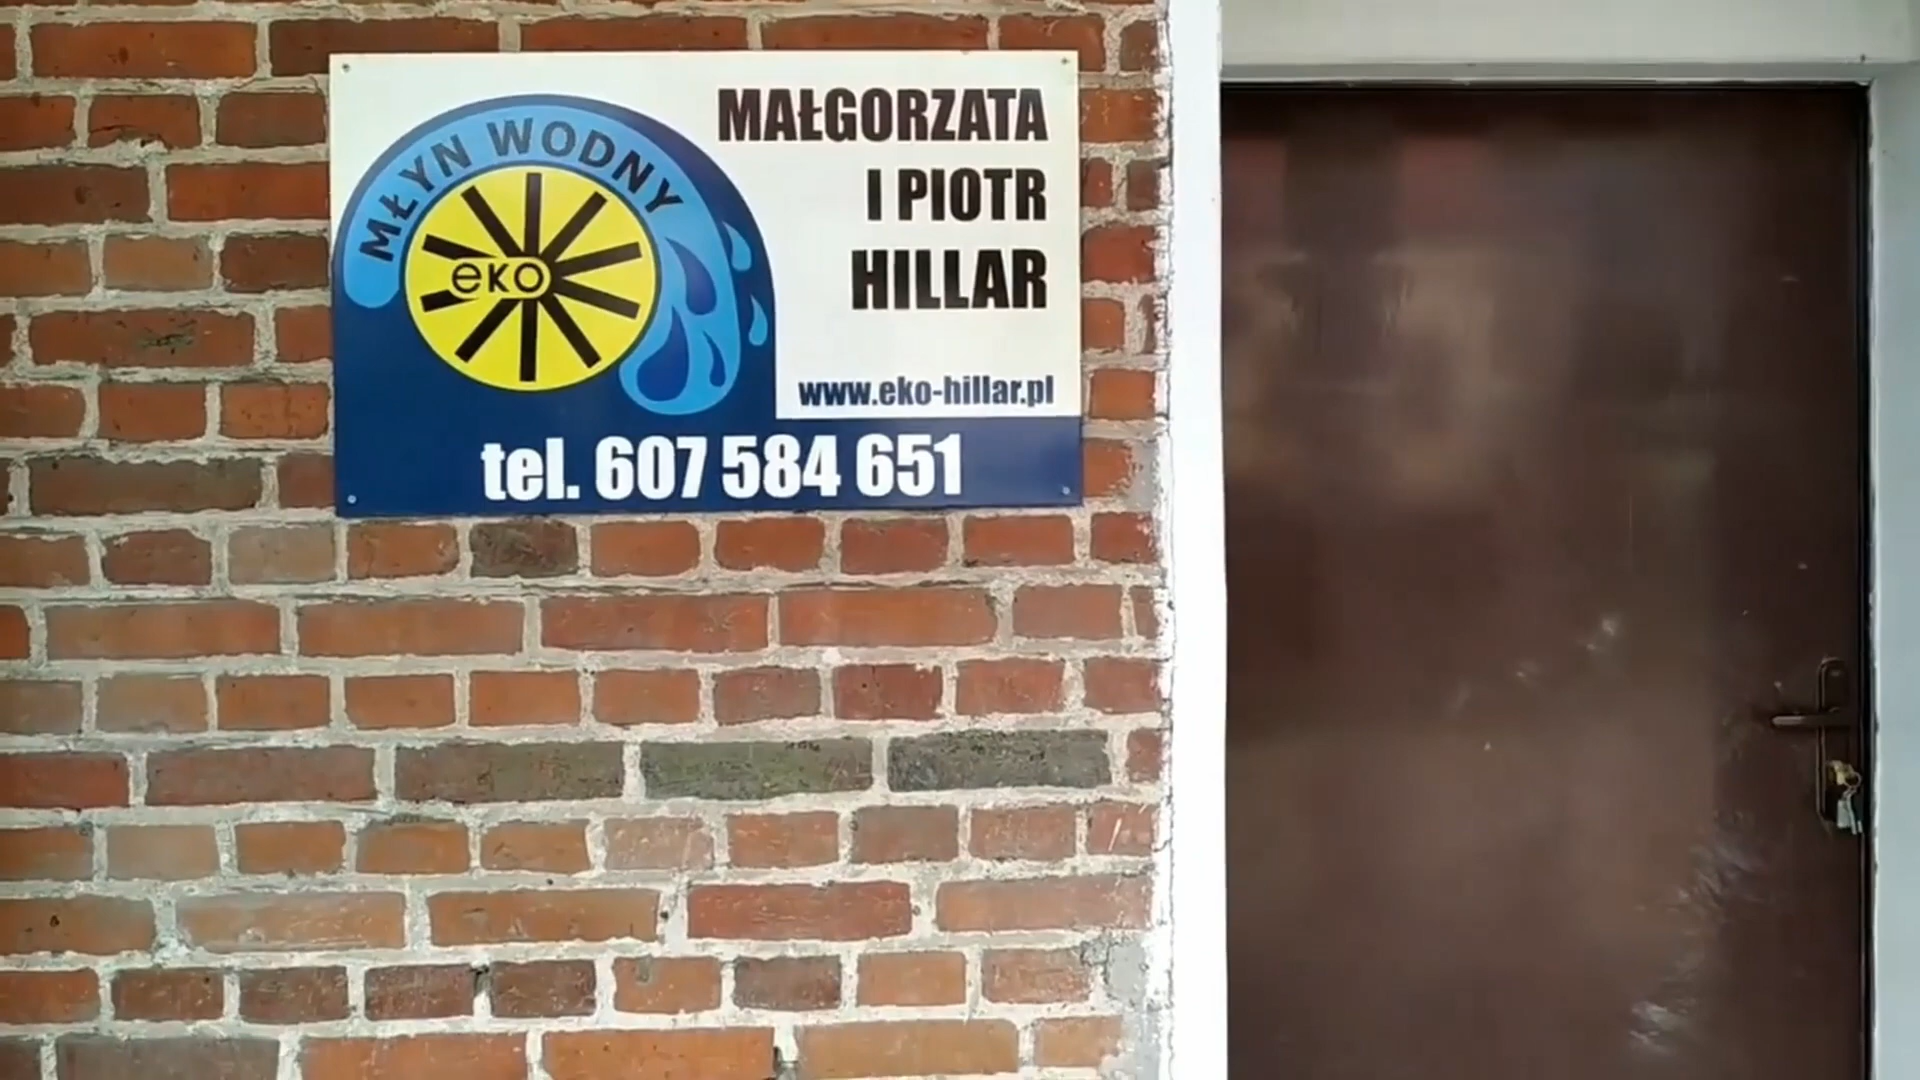 MŁYN WODNY
eko
MAŁGORZATA
I PIOTR
HILLAR
www.eko-hillar.pl
tel. 607 584 651